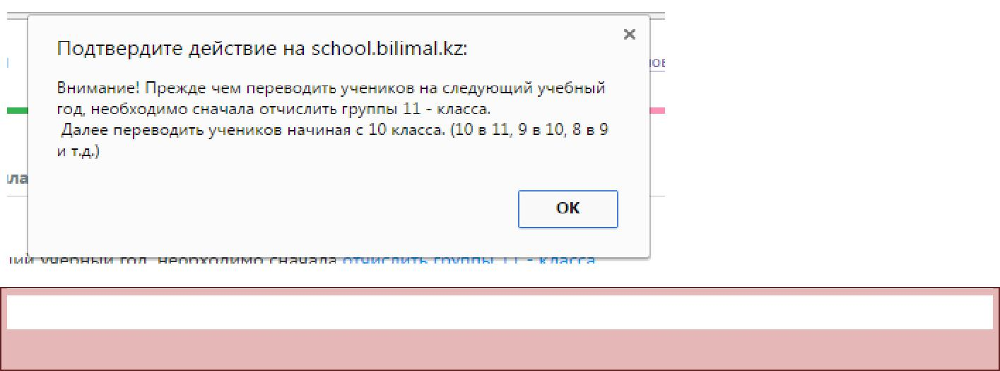 Подтвердите действие на school.bilimal.kz:
Внимание! Прежде чем переводить учеников на следующий учебный
год, необходимо сначала отчислить группы 11 - класса.
Далее переводить учеников начиная с 10 класса. (10 в 11, 9 в 10, 8 в 9
и т.д.)
OK
учебный год, необходимо сначала отчислить группы 11 - класса